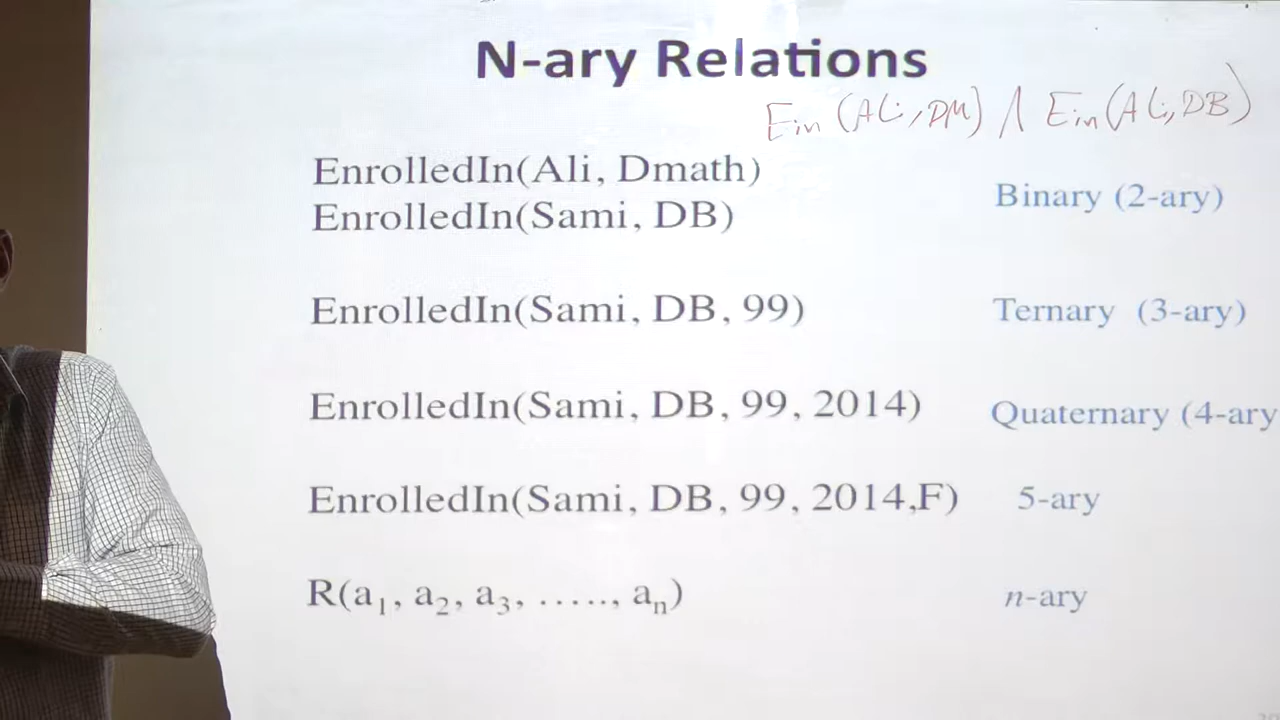 N-ary Relations
Ein (ALi, DM) ∧ Ein(ALi, DB)
EnrolledIn(Ali, Dmath)
EnrolledIn(Sami, DB)
Binary (2-ary)
EnrolledIn(Sami, DB, 99) Ternary (3-ary)
EnrolledIn(Sami, DB, 99, 2014) Quaternary (4-ary
EnrolledIn(Sami, DB, 99, 2014,F) 5-ary
R(a₁, a₂, a₃, ….., aₙ) n-ary